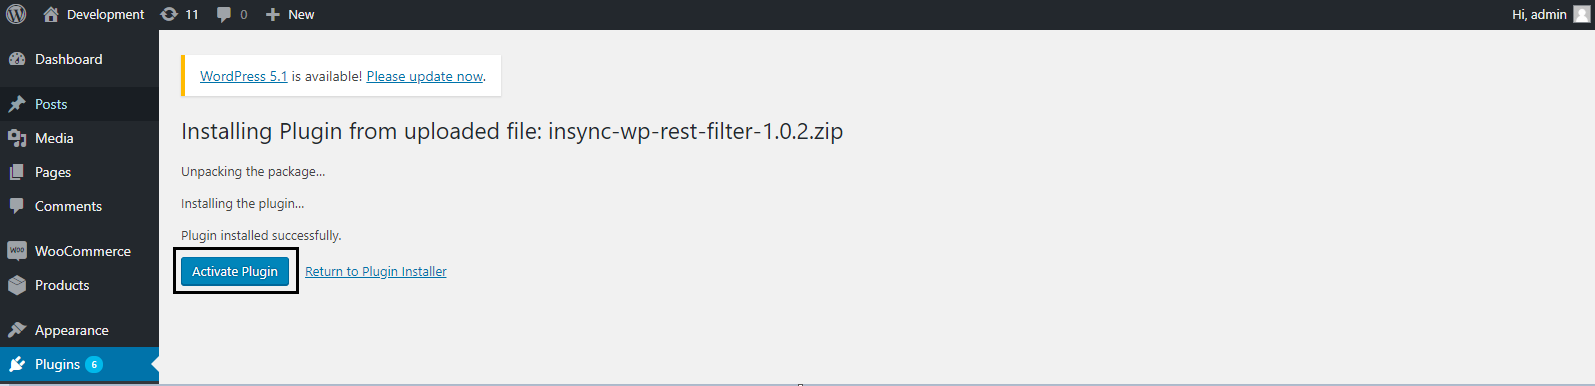 Development 11 0 New Hi, admin
Dashboard
Posts
Media
Pages
Comments
WOO WooCommerce
Products
Appearance
Plugins 6
WordPress 5.1 is available! Please update now.
Installing Plugin from uploaded file: insync-wp-rest-filter-1.0.2.zip
Unpacking the package...
Installing the plugin...
Plugin installed successfully.
Activate Plugin Return to Plugin Installer